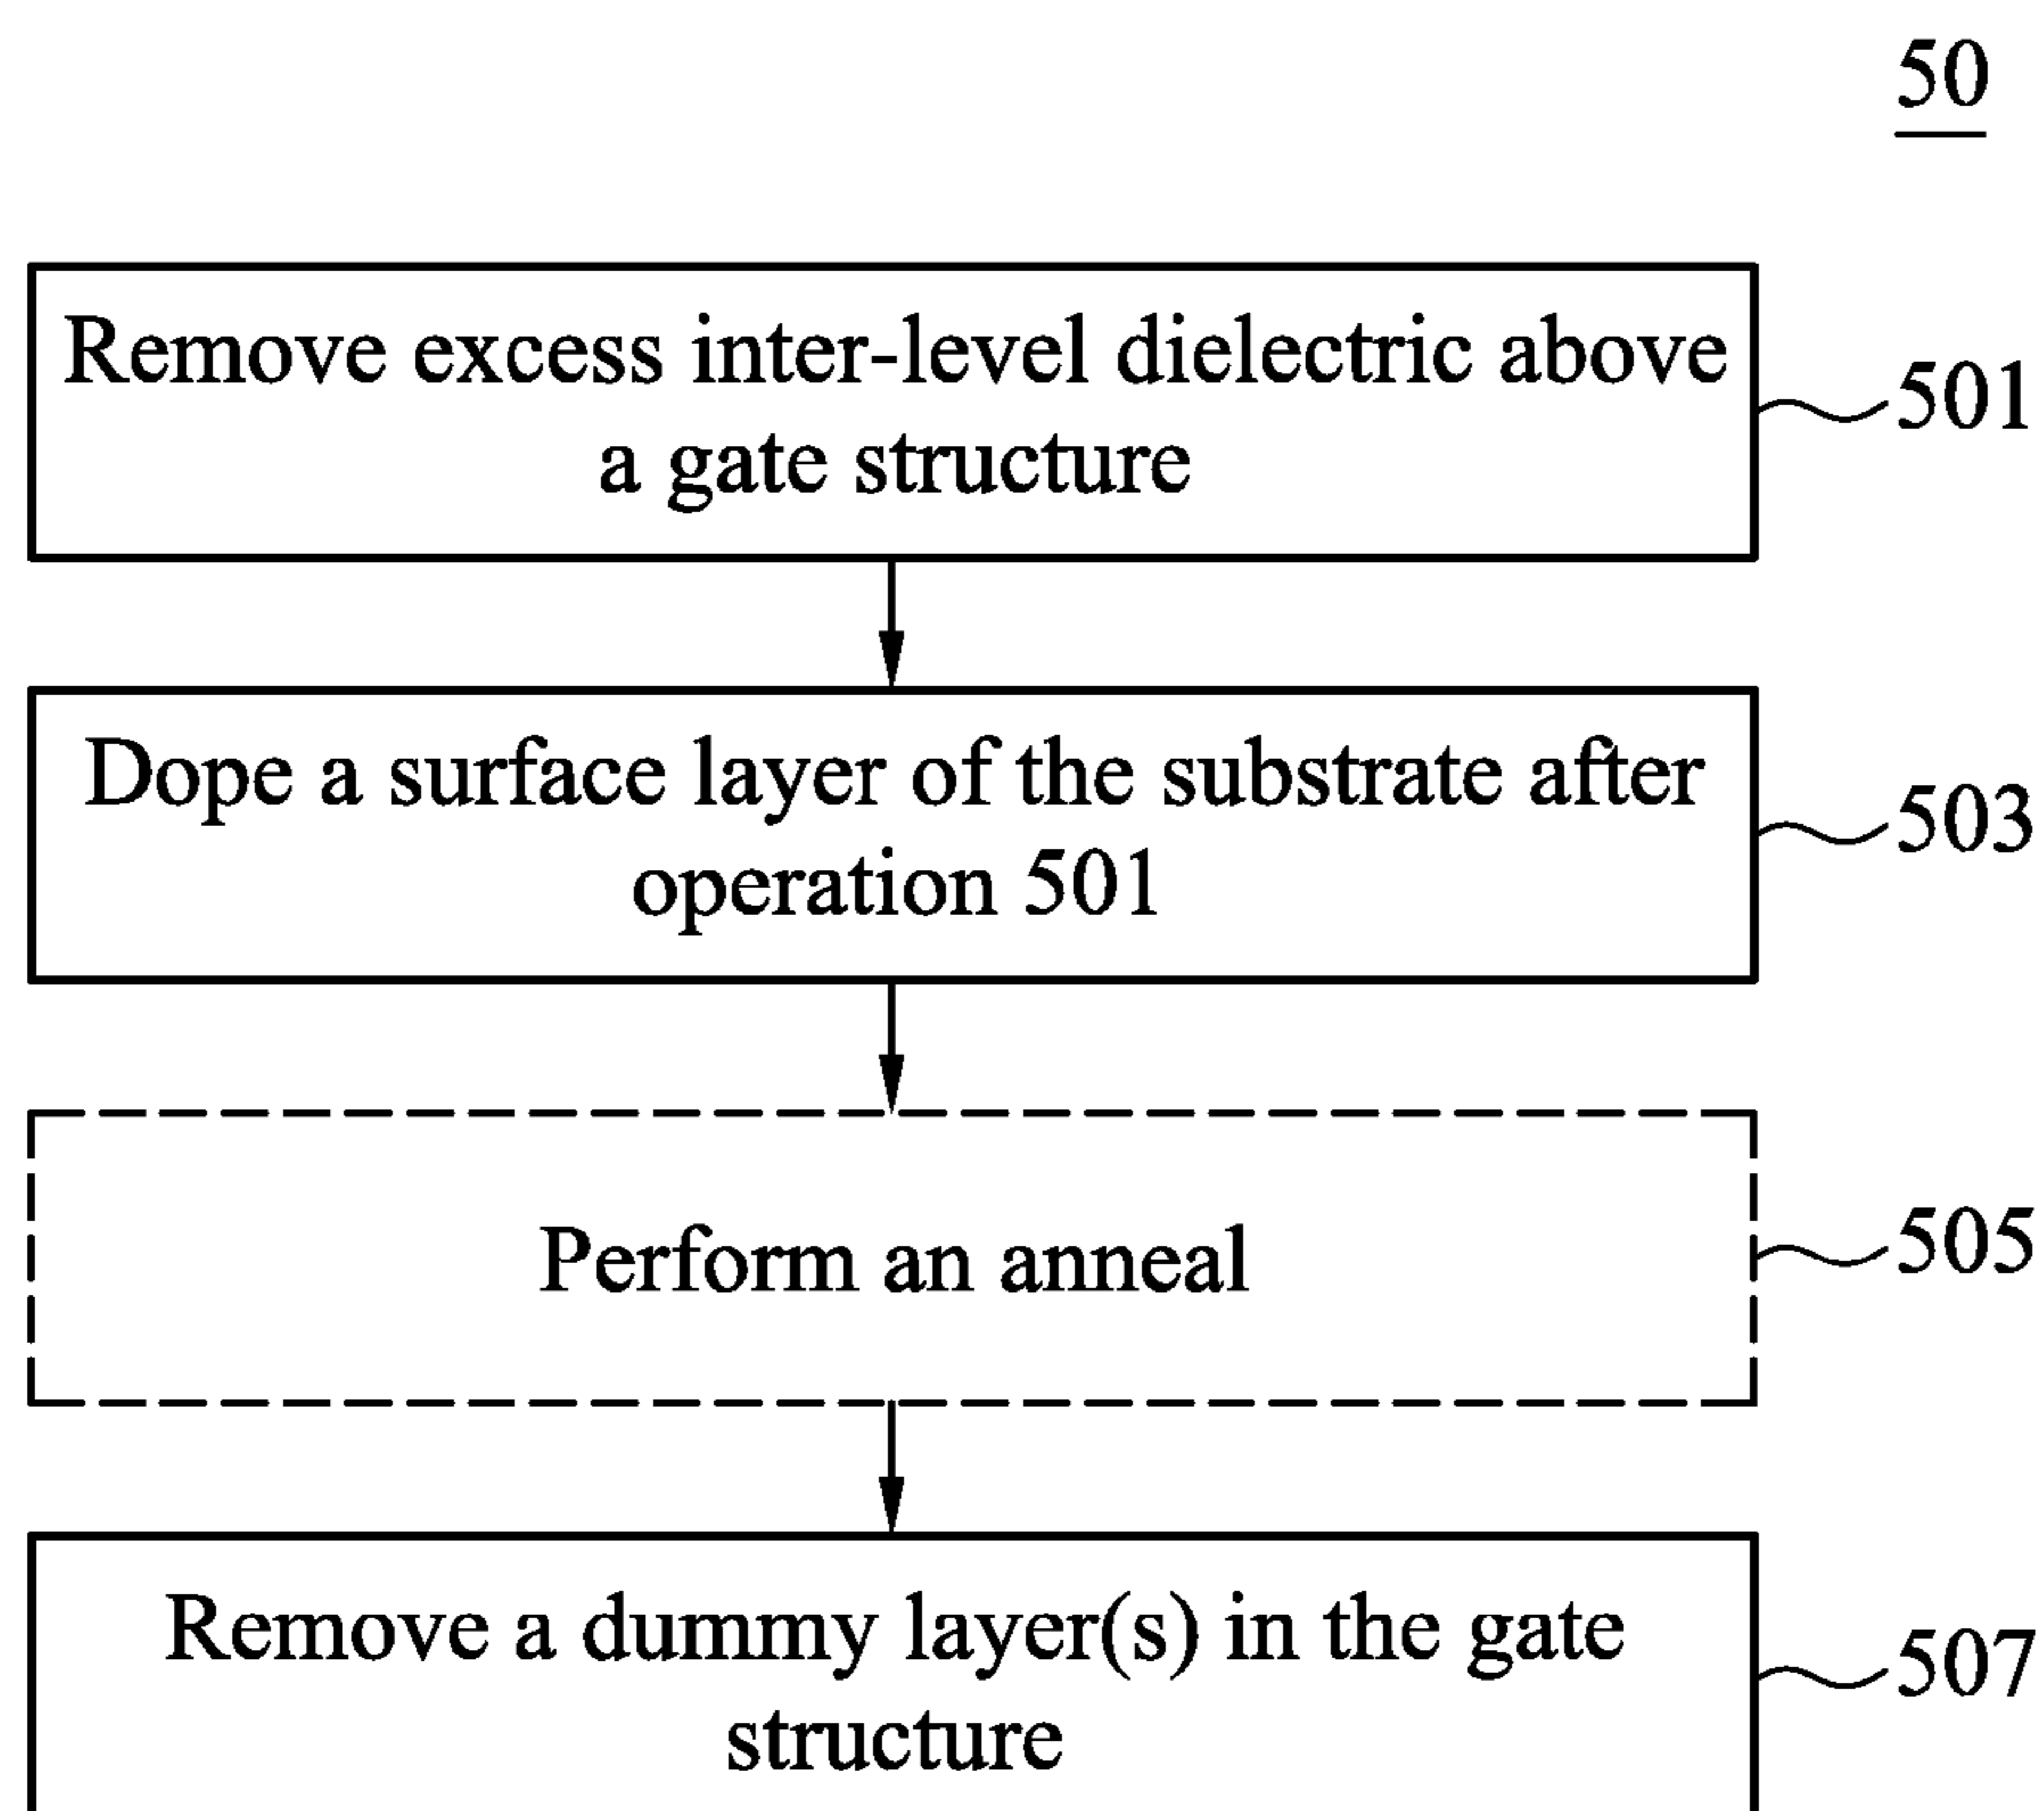 50
Remove excess inter-level dielectric above
a gate structure
501
Dope a surface layer of the substrate after
operation 501
503
Perform an anneal
505
Remove a dummy layer(s) in the gate
structure
507